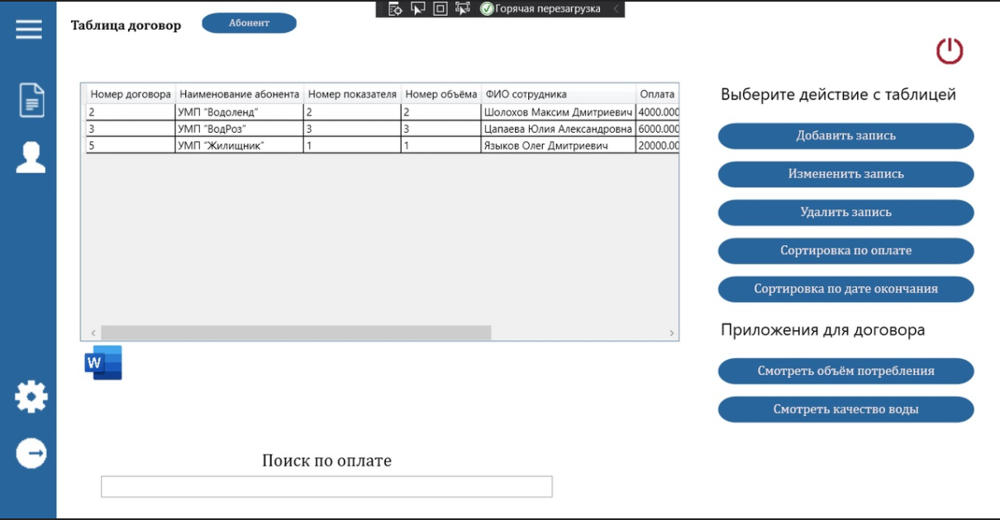 Горячая перезагрузка
Таблица договор
Абонент
Номер договора Наименование абонента Номер показателя Номер объёма ФИО сотрудника Оплата
2 УМП "Водоленд" 2 2 Шолохов Максим Дмитриевич 4000.000
3 УМП "ВодРоз" 3 3 Цапаева Юлия Александровна 6000.000
5 УМП "Жилищник" 1 1 Языков Олег Дмитриевич 20000.00
W
Поиск по оплате
Выберите действие с таблицей
Добавить запись
Измененить запись
Удалить запись
Сортировка по оплате
Сортировка по дате окончания
Приложения для договора
Смотреть объём потребления
Смотреть качество воды